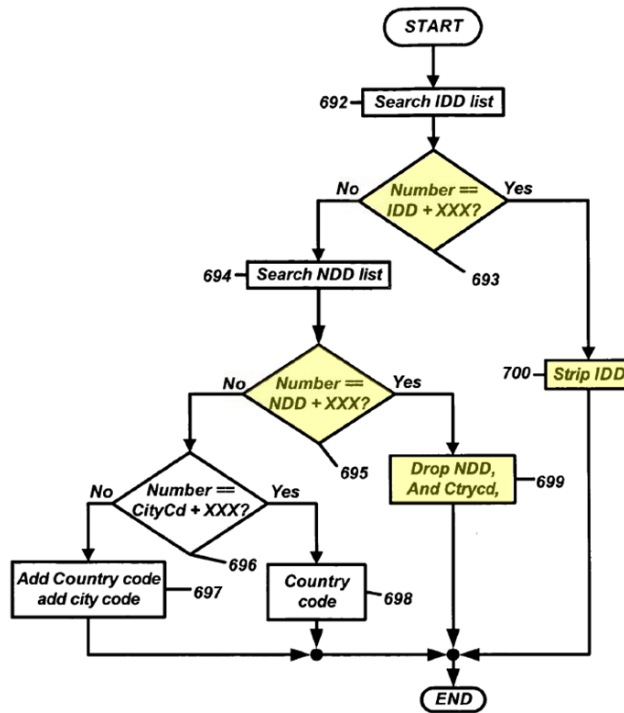 START
692
Search IDD list
No
Number ==
IDD + XXX?
Yes
693
694
Search NDD list
700
Strip IDD
No
Number ==
NDD + XXX?
Yes
695
Drop NDD,
And Ctrycd,
699
No
Number ==
CityCd + XXX?
Yes
696
Add Country code
add city code
697
Country
code
698
END